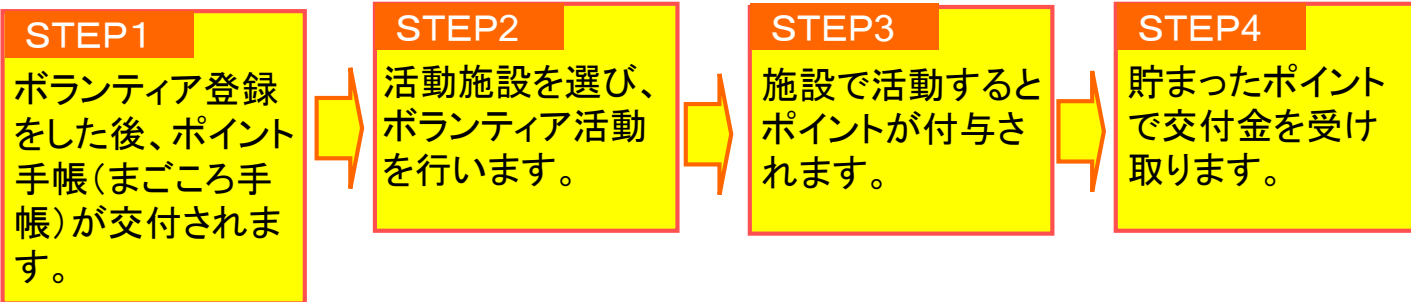 STEP1
ボランティア登録
をした後、ポイント
手帳(まごころ手
帳)が交付されま
す。
STEP2
活動施設を選び、
ボランティア活動
を行います。
STEP3
施設で活動すると
ポイントが付与さ
れます。
STEP4
貯まったポイント
で交付金を受け
取ります。